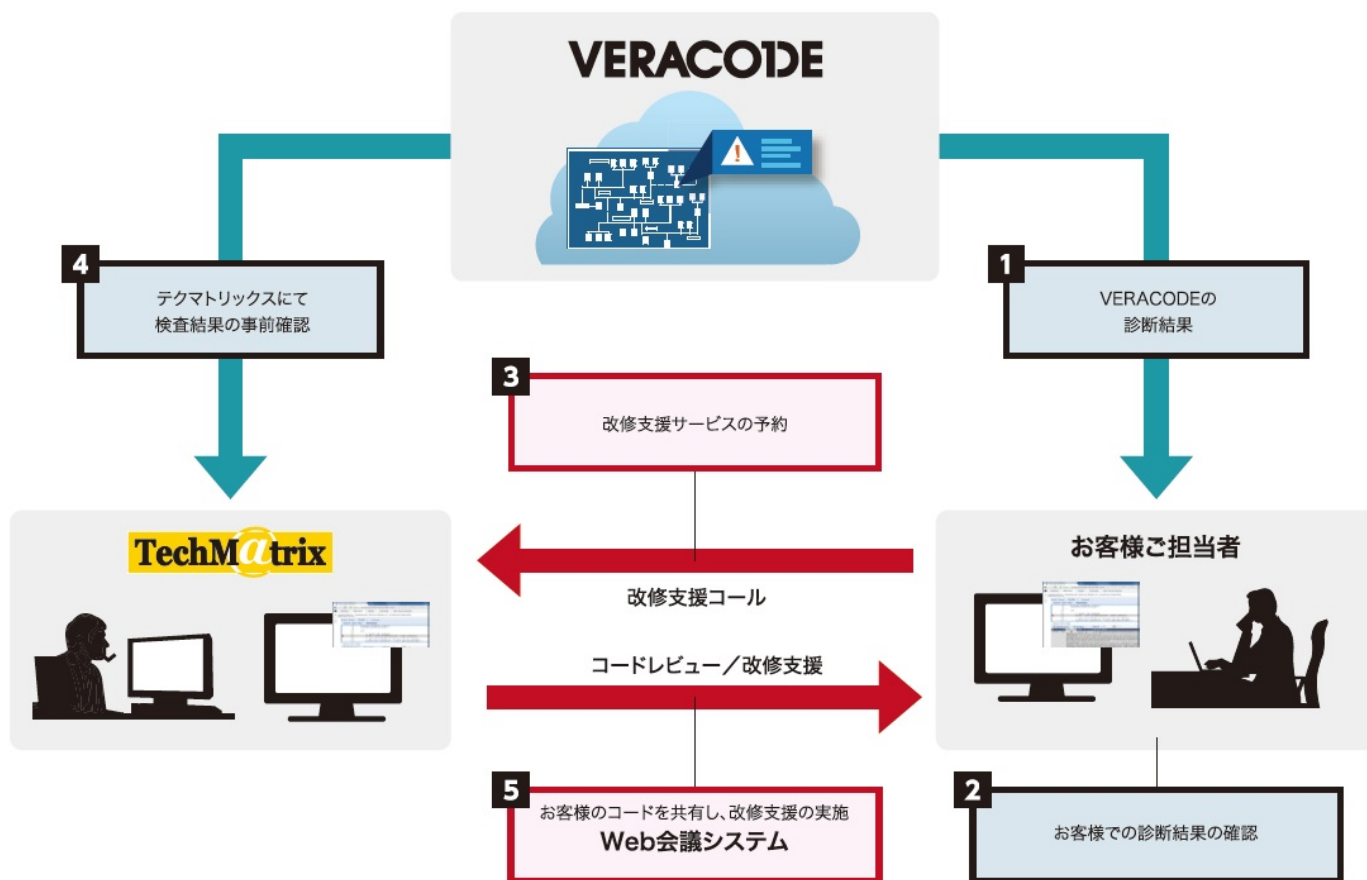 VERACODE
4
テクマトリックスにて
検査結果の事前確認
1
VERACODEの
診断結果
3
改修支援サービスの予約
TechM@trix
改修支援コール
コードレビュー／改修支援
お客様ご担当者
5
お客様のコードを共有し、改修支援の実施
Web会議システム
2
お客様での診断結果の確認